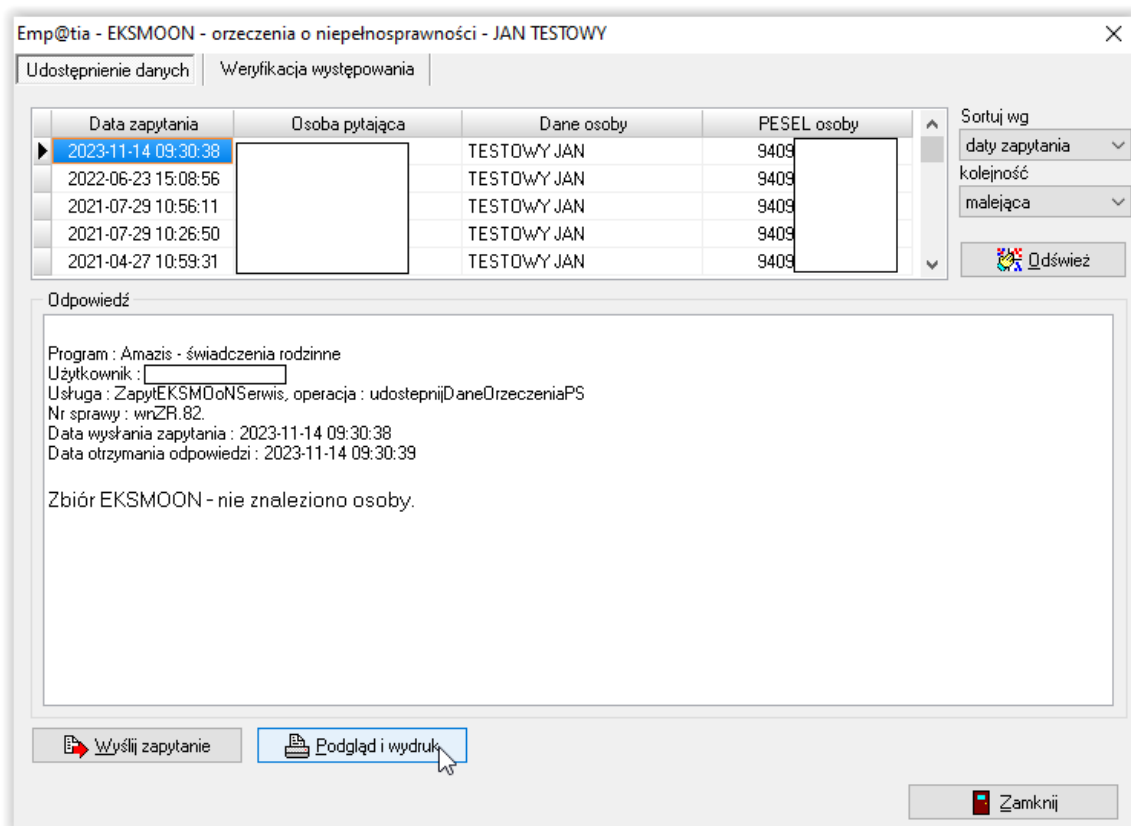 Emp@tia - EKSMOON - orzeczenia o niepełnosprawności - JAN TESTOWY
Udostępnienie danych Weryfikacja występowania
Data zapytania Osoba pytająca Dane osoby PESEL osoby
2023-11-14 09:30:38 TESTOWY JAN 9409
2022-06-23 15:08:56 TESTOWY JAN 9409
2021-07-29 10:56:11 TESTOWY JAN 9409
2021-07-29 10:26:50 TESTOWY JAN 9409
2021-04-27 10:59:31 TESTOWY JAN 9409
Sortuj wg
daty zapytania
kolejność
malejąca
Odśwież
Odpowiedź
Program : Amazis - świadczenia rodzinne
Użytkownik :
Usługa : ZapytEKSMOoNSerwis, operacja : udostepnijDaneOrzeczeniaPS
Nr sprawy : wnZR.82.
Data wysłania zapytania : 2023-11-14 09:30:38
Data otrzymania odpowiedzi : 2023-11-14 09:30:39
Zbiór EKSMOON - nie znaleziono osoby.
Wyślij zapytanie Podgląd i wydruk
Zamknij